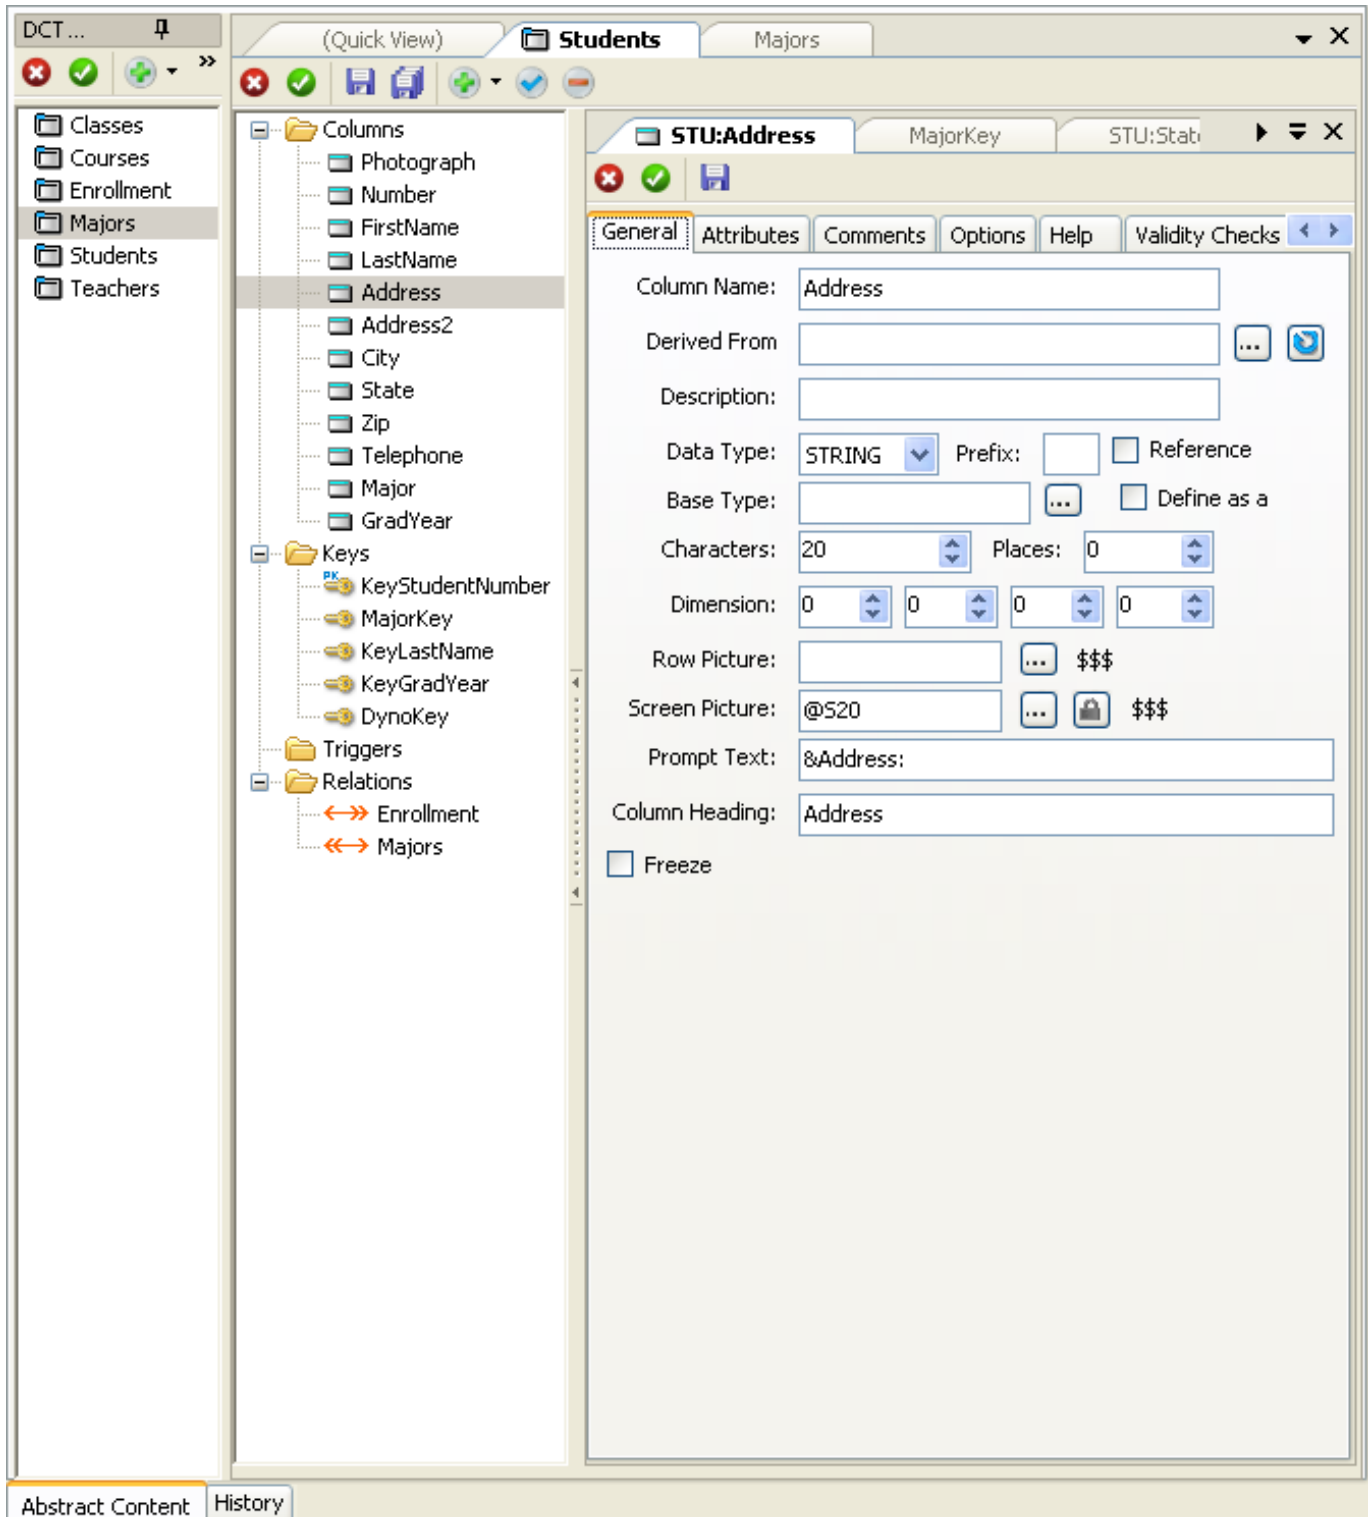 DCT ...
(Quick View)
Students
Majors
Classes
Courses
Enrollment
Majors
Students
Teachers
Columns
Photograph
Number
FirstName
LastName
Address
Address2
City
State
Zip
Telephone
Major
GradYear
Keys
PK
KeyStudentNumber
MajorKey
KeyLastName
KeyGradYear
DynoKey
Triggers
Relations
Enrollment
Majors
STU:Address
MajorKey
STU:State
General
Attributes
Comments
Options
Help
Validity Checks
Column Name: Address
Derived From ...
Description:
Data Type: STRING Prefix: Reference
Base Type: ... Define as a
Characters: 20 Places: 0
Dimension: 0 0 0 0
Row Picture: ... $$$
Screen Picture: @S20 ... $$$
Prompt Text: &Address:
Column Heading: Address
Freeze
Abstract Content
History